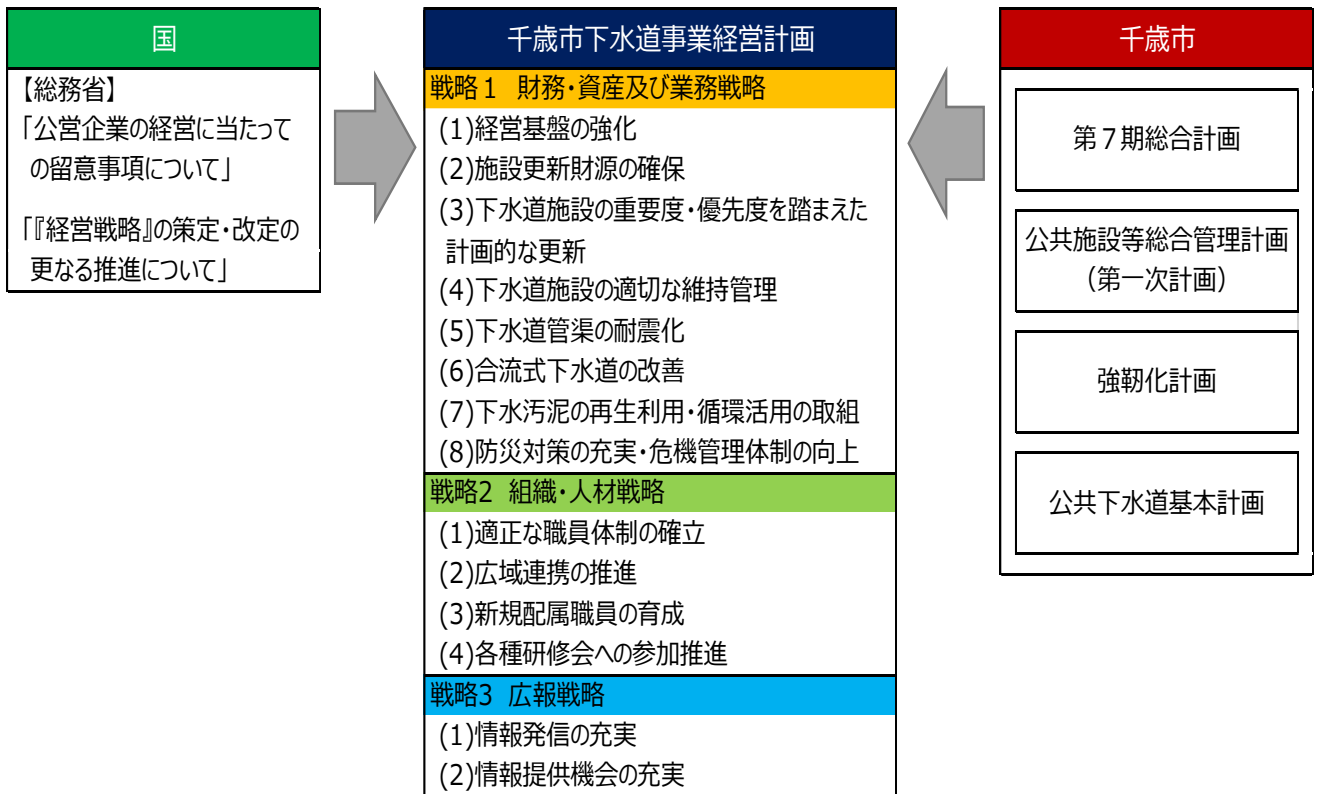 国
【総務省】
「公営企業の経営に当たって
の留意事項について」
「『経営戦略』の策定・改定の
更なる推進について」
千歳市下水道事業経営計画
戦略１ 財務・資産及び業務戦略
(1)経営基盤の強化
(2)施設更新財源の確保
(3)下水道施設の重要度・優先度を踏まえた
計画的な更新
(4)下水道施設の適切な維持管理
(5)下水道管渠の耐震化
(6)合流式下水道の改善
(7)下水汚泥の再生利用・循環活用の取組
(8)防災対策の充実・危機管理体制の向上
戦略2 組織・人材戦略
(1)適正な職員体制の確立
(2)広域連携の推進
(3)新規配属職員の育成
(4)各種研修会への参加推進
戦略3 広報戦略
(1)情報発信の充実
(2)情報提供機会の充実
千歳市
第７期総合計画
公共施設等総合管理計画
（第一次計画）
強靭化計画
公共下水道基本計画